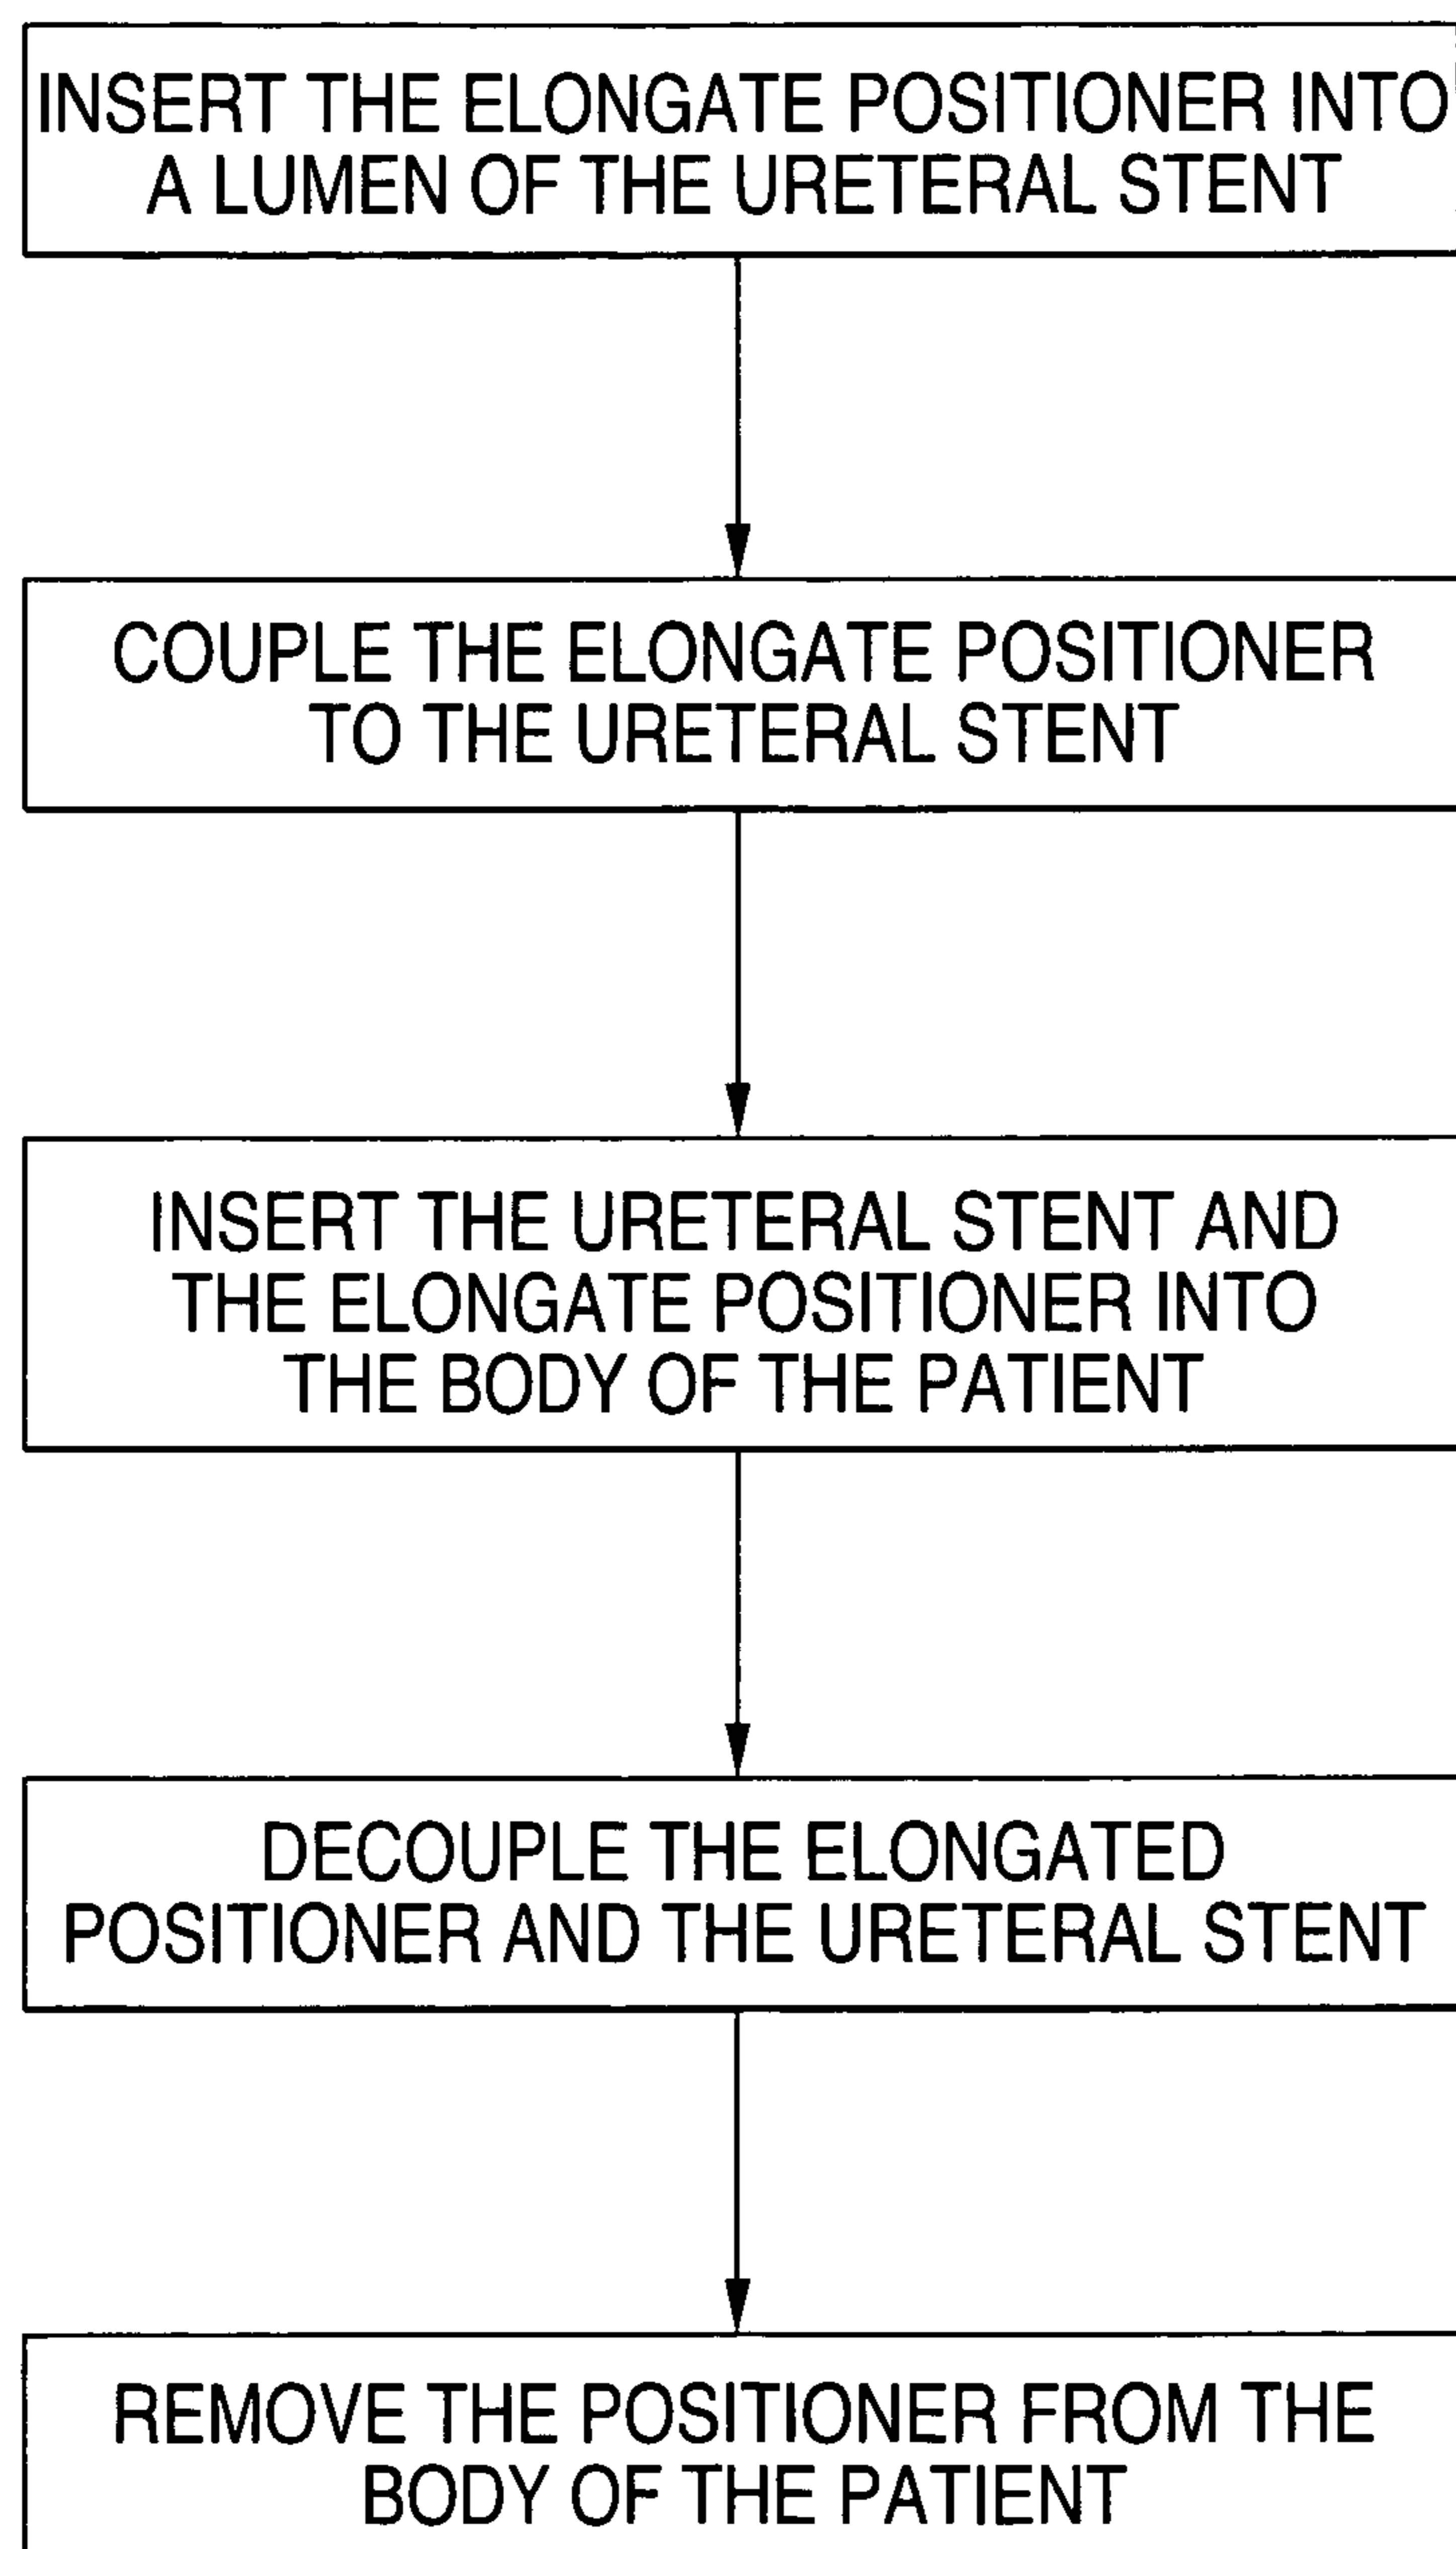 INSERT THE ELONGATE POSITIONER INTO
A LUMEN OF THE URETERAL STENT
COUPLE THE ELONGATE POSITIONER
TO THE URETERAL STENT
INSERT THE URETERAL STENT AND
THE ELONGATE POSITIONER INTO
THE BODY OF THE PATIENT
DECOUPLE THE ELONGATED
POSITIONER AND THE URETERAL STENT
REMOVE THE POSITIONER FROM THE
BODY OF THE PATIENT